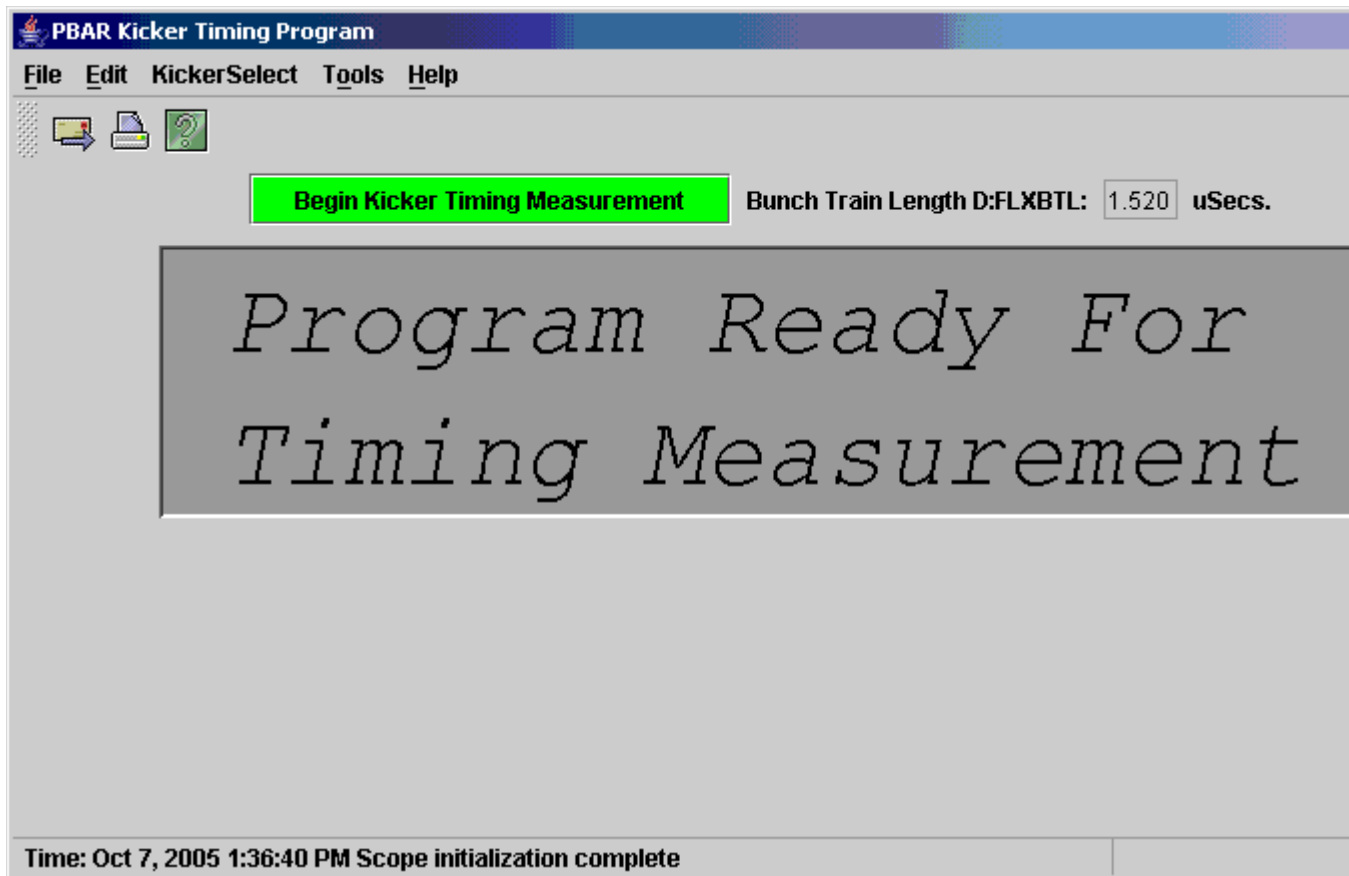 PBAR Kicker Timing Program
File Edit KickerSelect Tools Help
Begin Kicker Timing Measurement Bunch Train Length D:FLXBTL: 1.520 uSecs.
Program Ready For
Timing Measurement
Time: Oct 7, 2005 1:36:40 PM Scope initialization complete